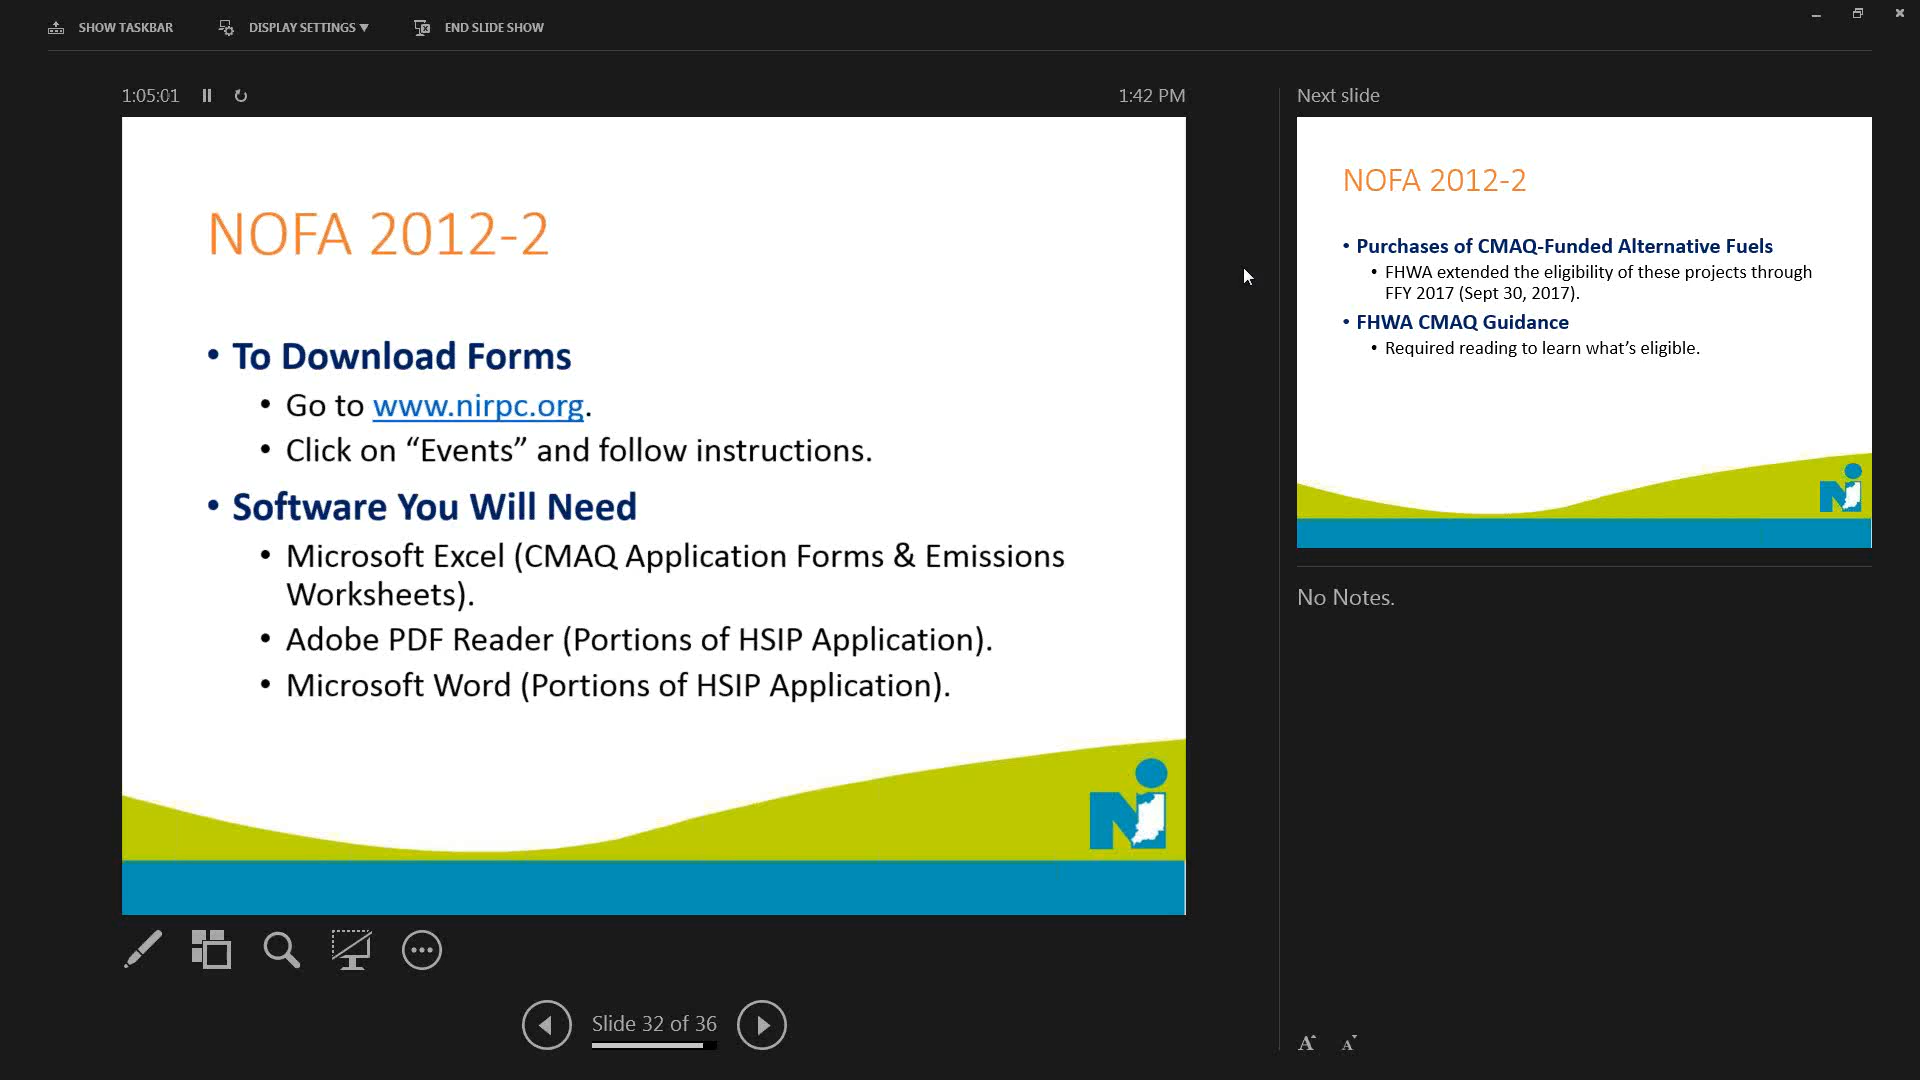 SHOW TASKBAR
DISPLAY SETTINGS ▼
END SLIDE SHOW
1:05:01
1:42 PM
NOFA 2012-2
• To Download Forms
• Go to www.nirpc.org.
• Click on “Events” and follow instructions.
• Software You Will Need
• Microsoft Excel (CMAQ Application Forms & Emissions
Worksheets).
• Adobe PDF Reader (Portions of HSIP Application).
• Microsoft Word (Portions of HSIP Application).
Ni
Slide 32 of 36
Next slide
NOFA 2012-2
• Purchases of CMAQ-Funded Alternative Fuels
• FHWA extended the eligibility of these projects through
FFY 2017 (Sept 30, 2017).
• FHWA CMAQ Guidance
• Required reading to learn what’s eligible.
Ni
No Notes.
A A